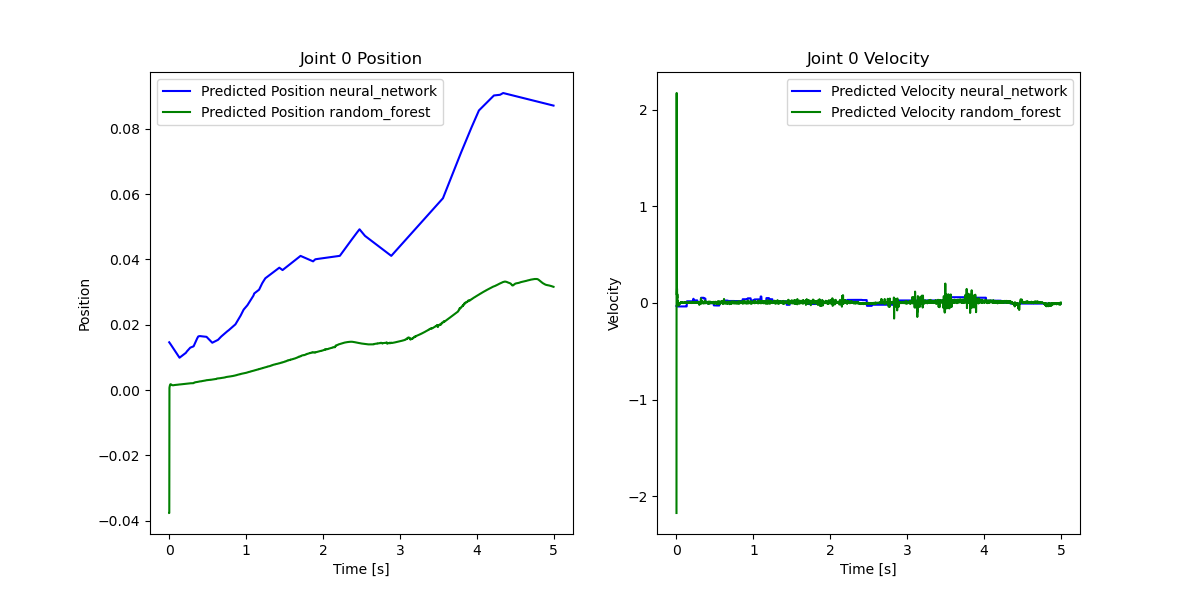 Joint 0 Position
Predicted Position neural_network
Predicted Position random_forest
Position
0.08
0.06
0.04
0.02
0.00
−0.02
−0.04
0 1 2 3 4 5
Time [s]
Joint 0 Velocity
Predicted Velocity neural_network
Predicted Velocity random_forest
Velocity
2
1
0
−1
−2
0 1 2 3 4 5
Time [s]